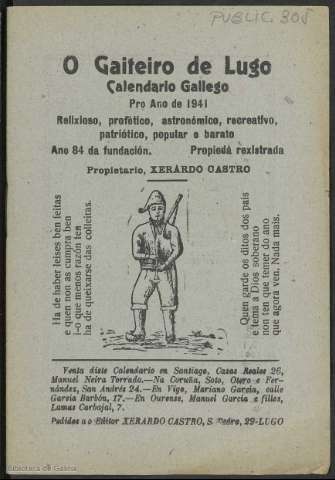 PUBLIC. 305
O Gaiteiro de Lugo
Calendario Gallego
Pro Ano de 1941
Relixioso, profético, astronómico, recreativo,
patriótico, popular e barato
Ano 84 da fundación. Propiedá rexistrada
Propietario, XERARDO CASTRO
Ha de haber leises ben feitas
e quen non as cumpra ben
i-o que menos razón ten
ha de queixarse das colleitas.
Quen garde os ditos dos pais
e tema a Dios soberano
non ten que temer do ano
que agora ven. Nada mais.
Venta diste Calendario en Santiago, Casas Reales 26,
Manuel Neira Torrado.—Na Coruña, Soto, Otero e Fer-
nández, San Andrés 24.—En Vigo, Mariano García, calle
García Barbón, 17.—En Ourense, Manuel García e filles,
Lamas Carbajal, 7.
Pedidos ao Editor XERARDO CASTRO, S. Pedro, 29-LUGO
Biblioteca de Galicia